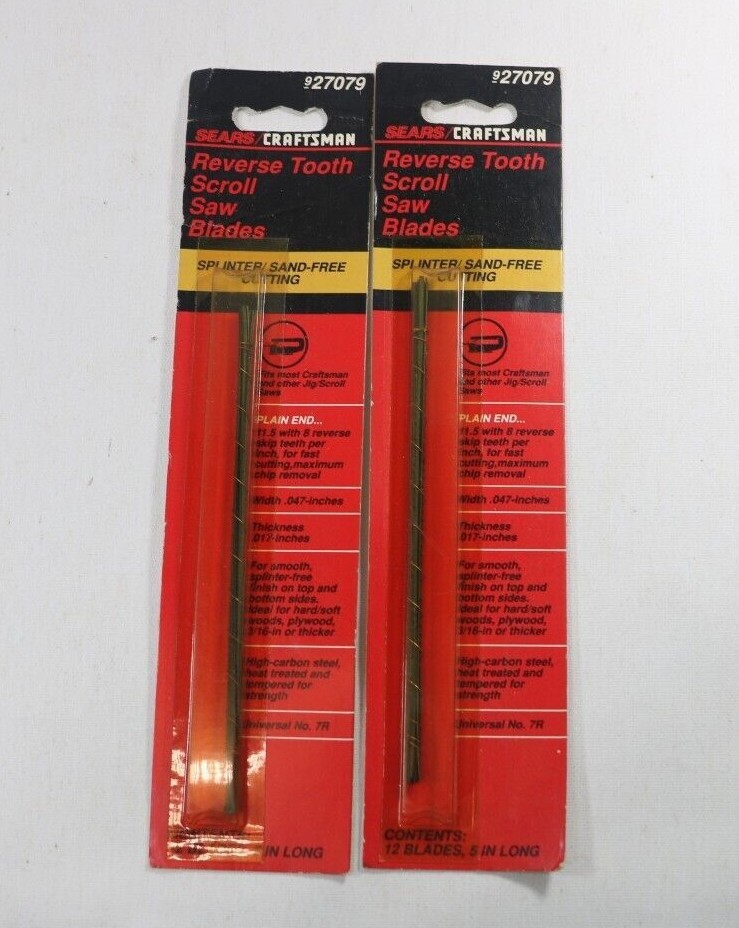 927079
SEARS/CRAFTSMAN
Reverse Tooth
Scroll
Saw
Blades
SPLINTER/SAND-FREE
CUTTING
Fits most Craftsman
and other Jig/Scroll
Saws
PLAIN END...
11.5 with 8 reverse
skip teeth per
inch, for fast
cutting,maximum
chip removal
Width .047-inches
Thickness
.017-inches
For smooth,
splinter-free
finish on top and
bottom sides.
Ideal for hard/soft
woods, plywood,
3/16-in or thicker
High-carbon steel,
heat treated and
tempered for
strength
Universal No. 7R
CONTENTS:
IN LONG
927079
SEARS/CRAFTSMAN
Reverse Tooth
Scroll
Saw
Blades
SPLINTER/SAND-FREE
CUTTING
Fits most Craftsman
and other Jig/Scroll
Saws
PLAIN END...
11.5 with 8 reverse
skip teeth per
inch, for fast
cutting,maximum
chip removal
Width .047-inches
Thickness
.017-inches
For smooth,
splinter-free
finish on top and
bottom sides.
Ideal for hard/soft
woods, plywood,
3/16-in or thicker
High-carbon steel,
heat treated and
tempered for
strength
Universal No. 7R
CONTENTS:
12 BLADES, 5 IN LONG